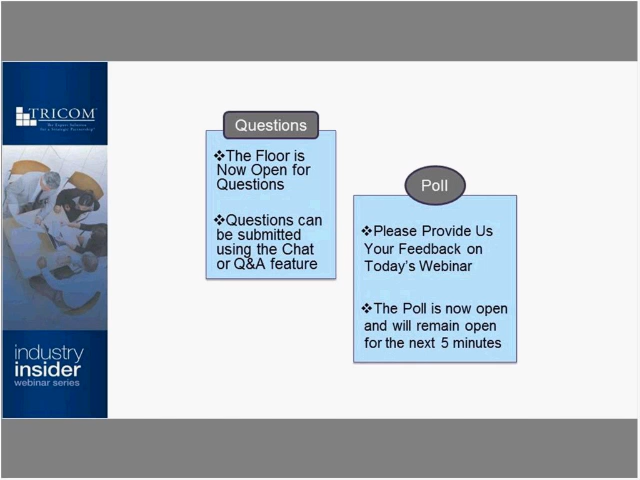 TRICOM
industry
insider
webinar series
Questions
❖The Floor is
Now Open for
Questions
❖Questions can
be submitted
using the Chat
or Q&A feature
Poll
❖Please Provide Us
Your Feedback on
Today's Webinar
❖The Poll is now open
and will remain open
for the next 5 minutes